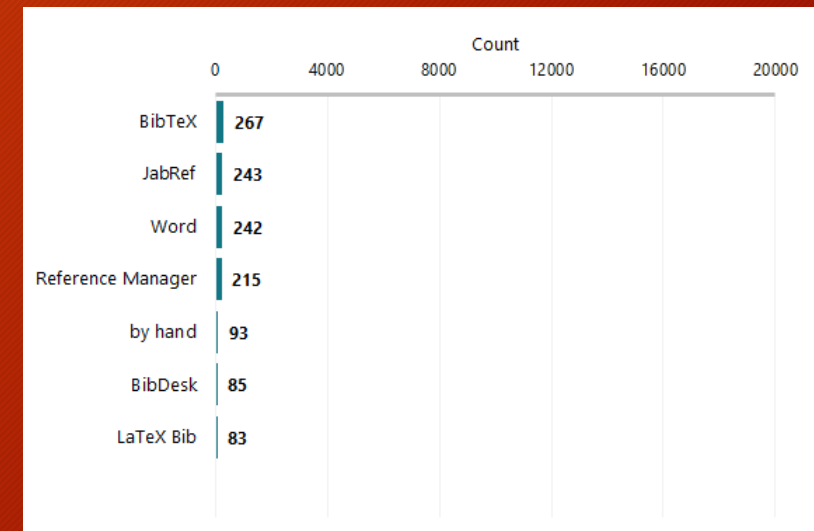 Count
0 4000 8000 12000 16000 20000
BibTeX 267
JabRef 243
Word 242
Reference Manager 215
by hand 93
BibDesk 85
LaTeX Bib 83